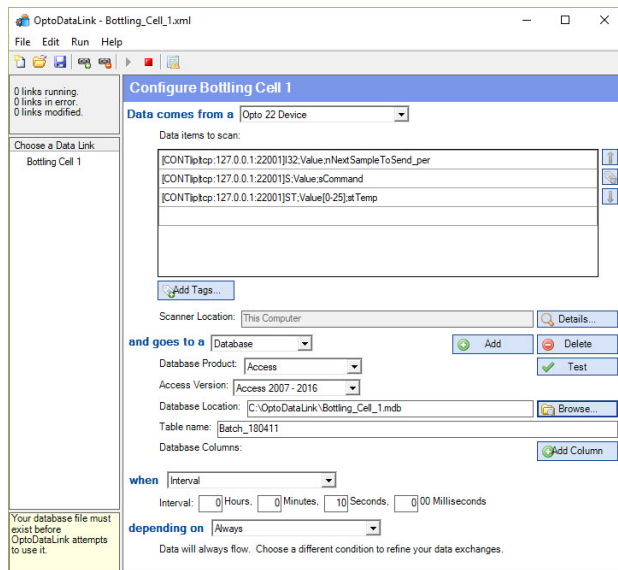 OptoDataLink - Bottling_Cell_1.xml
File Edit Run Help
0 links running.
0 links in error.
0 links modified.
Choose a Data Link
Bottling Cell 1
Configure Bottling Cell 1
Data comes from a Opto 22 Device
Data items to scan:
[CONT|ip|tcp:127.0.0.1:22001]I32;Value;nNextSampleToSend_per
[CONT|ip|tcp:127.0.0.1:22001]S;Value;sCommand
[CONT|ip|tcp:127.0.0.1:22001]ST;Value[0-25];stTemp
Add Tags...
Scanner Location: This Computer Details...
and goes to a Database Add Delete
Database Product: Access Test
Access Version: Access 2007 - 2016
Database Location: C:\OptoDataLink\Bottling_Cell_1.mdb Browse...
Table name: Batch_180411
Database Columns: Add Column
when Interval
Interval: 0 Hours, 0 Minutes, 10 Seconds, 0 00 Milliseconds
depending on Always
Data will always flow. Choose a different condition to refine your data exchanges.
Your database file must
exist before
OptoDataLink attempts
to use it.